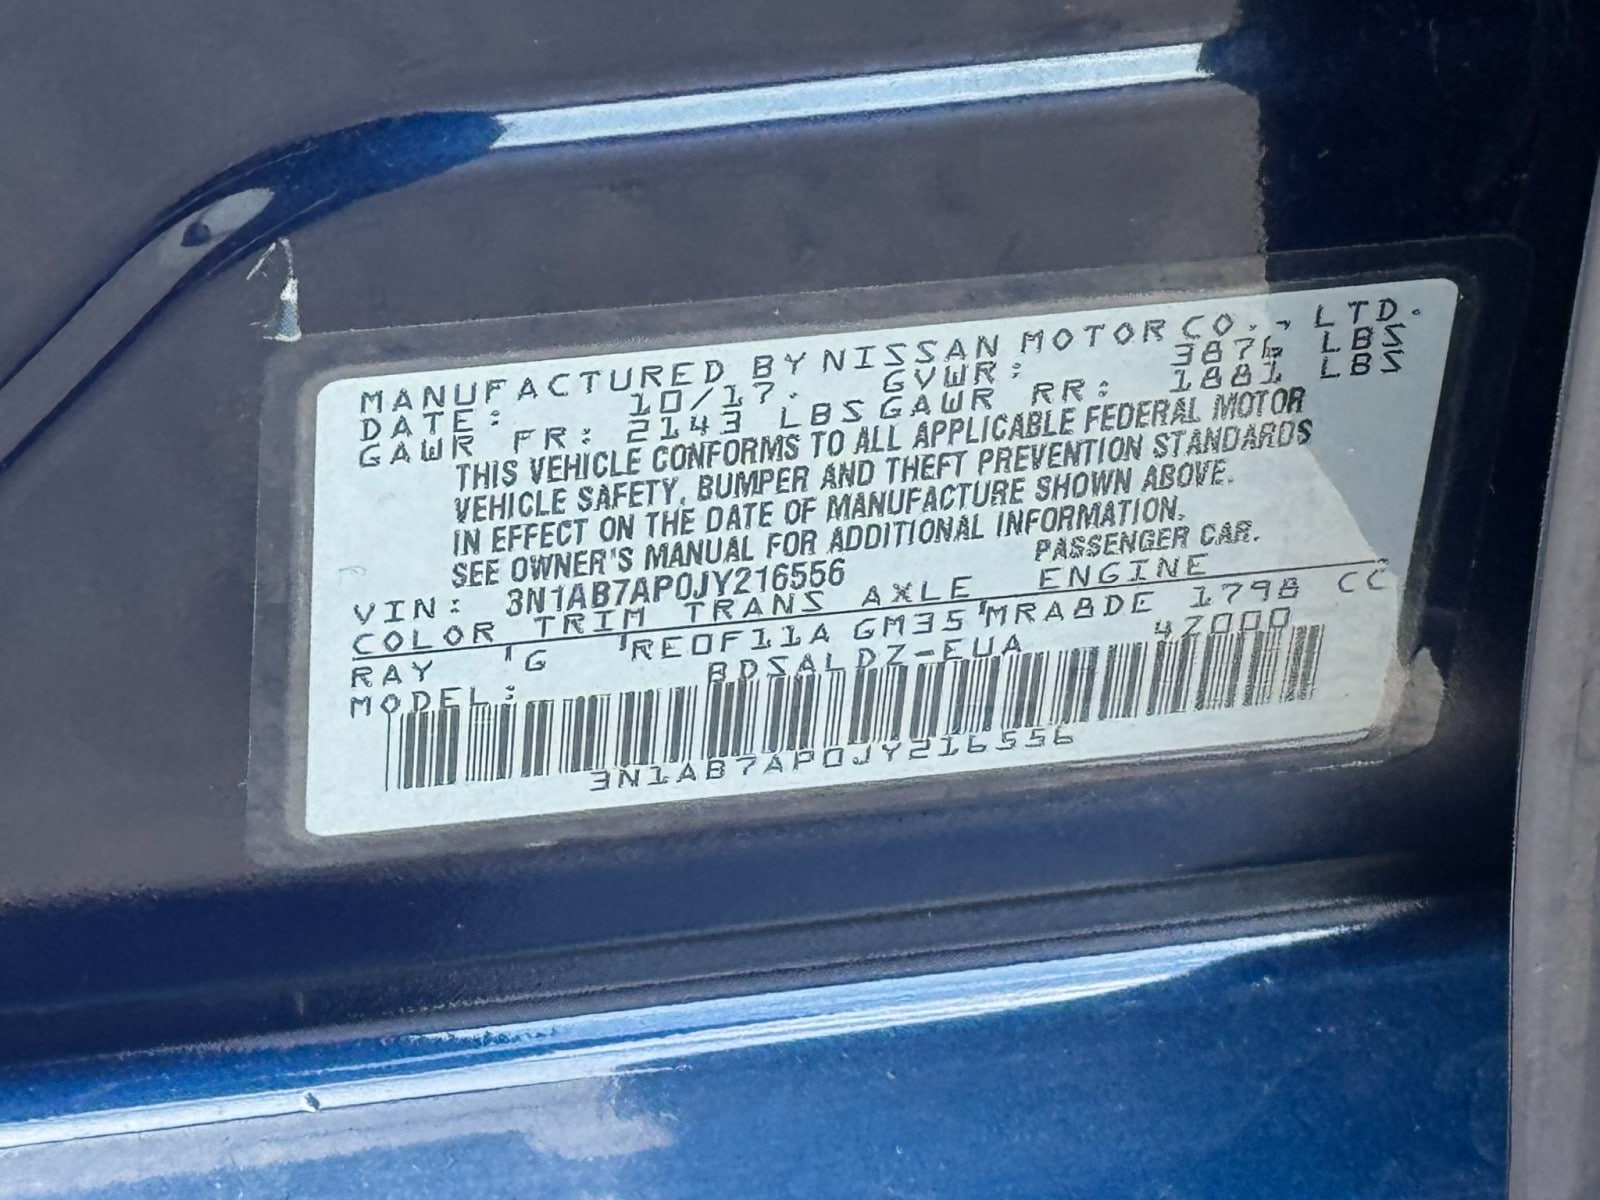 MANUFACTURED BY NISSAN MOTOR CO., LTD.
DATE: 10/17. GVWR: 3876 LBS
GAWR FR: 2143 LBS GAWR RR: 1881 LBS
THIS VEHICLE CONFORMS TO ALL APPLICABLE FEDERAL MOTOR
VEHICLE SAFETY, BUMPER AND THEFT PREVENTION STANDARDS
IN EFFECT ON THE DATE OF MANUFACTURE SHOWN ABOVE.
SEE OWNER'S MANUAL FOR ADDITIONAL INFORMATION.
VIN: 3N1AB7AP0JY216556 PASSENGER CAR.
COLOR TRIM TRANS AXLE ENGINE
RAY 'G 'RE0F11A GM35'MRA8DE 1798 CC
MODEL: BDSALDZ-EUA 47000
3N1AB7AP0JY216556